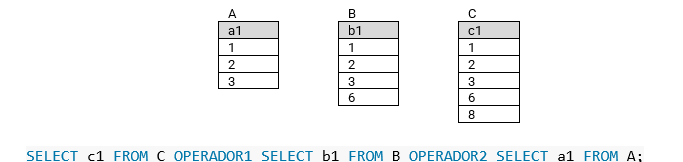 A B C
a1 b1 c1
1 1 1
2 2 2
3 3 3
6 6
8
SELECT c1 FROM C OPERADOR1 SELECT b1 FROM B OPERADOR2 SELECT a1 FROM A;